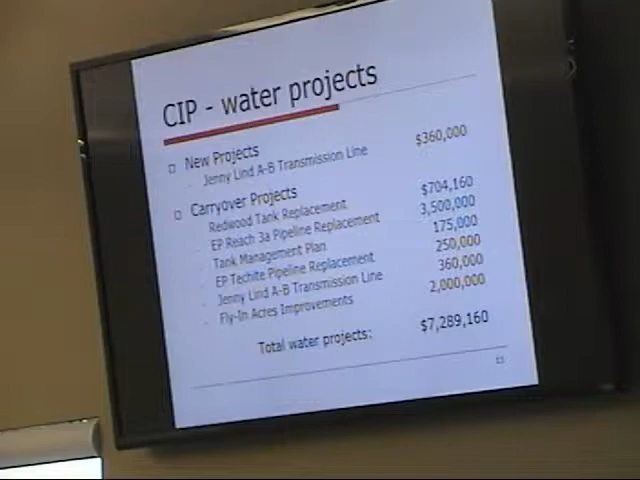 CIP - water projects
New Projects
Jenny Lind A-B Transmission Line $360,000
Carryover Projects
Redwood Tank Replacement $704,160
EP Reach 3a Pipeline Replacement 3,500,000
Tank Management Plan 175,000
EP Techite Pipeline Replacement 250,000
Jenny Lind A-B Transmission Line 360,000
Fly-In Acres Improvements 2,000,000
Total water projects: $7,289,160